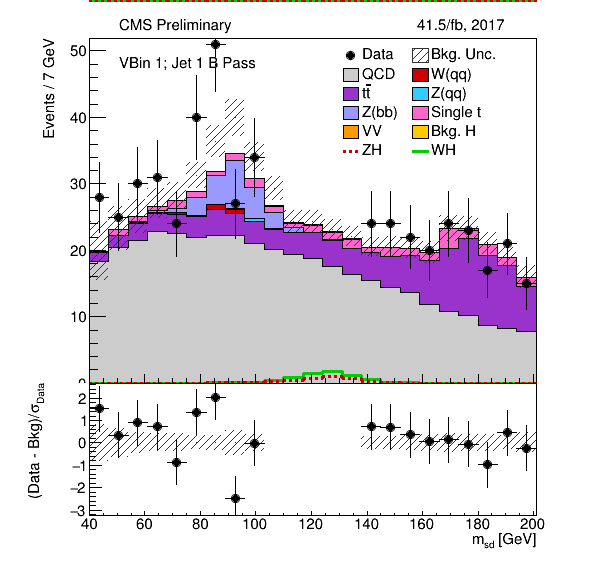 CMS Preliminary 41.5/fb, 2017
Events / 7 GeV
VBin 1; Jet 1 B Pass
Data Bkg. Unc.
QCD W(qq)
tt̄ Z(qq)
Z(bb) Single t
VV Bkg. H
ZH WH
50
40
30
20
10
0
(Data - Bkg)/σData
2
1
0
−1
−2
−3
40 60 80 100 120 140 160 180 200
msd [GeV]